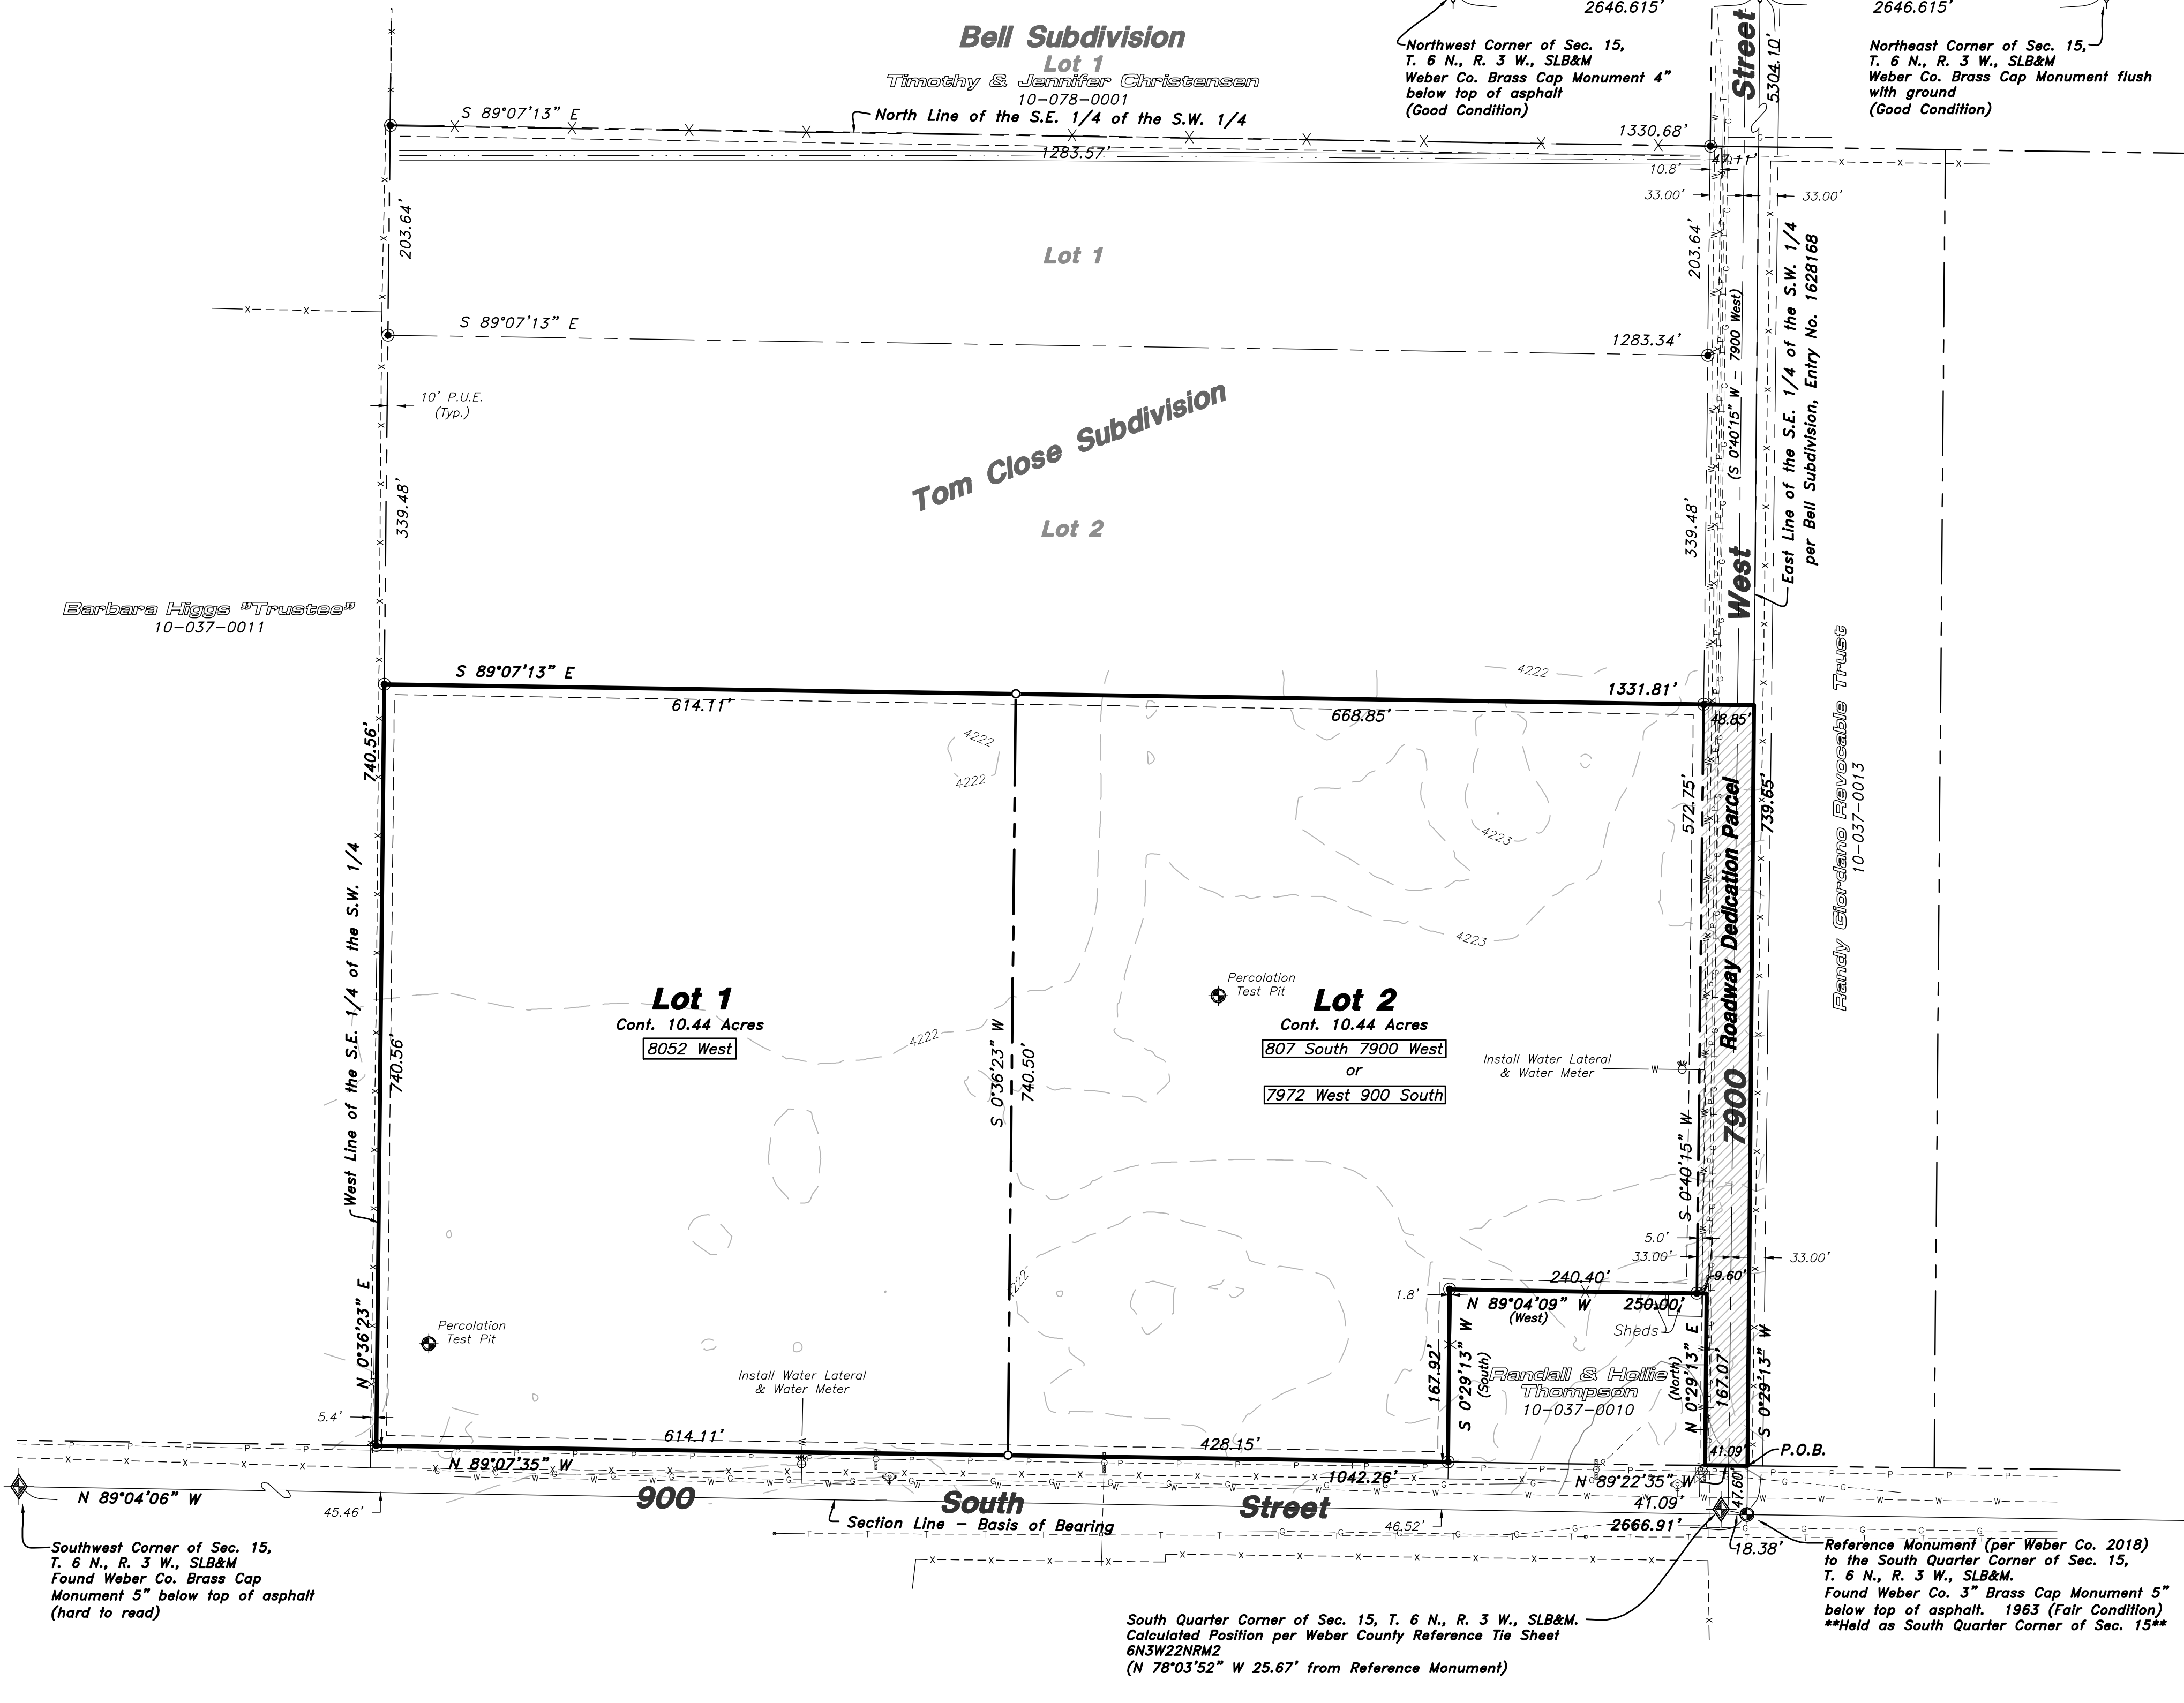 Bell Subdivision
Lot 1
Timothy & Jennifer Christensen
10-078-0001
North Line of the S.E. 1/4 of the S.W. 1/4
2646.615'
2646.615'
Northwest Corner of Sec. 15,
T. 6 N., R. 3 W., SLB&M
Weber Co. Brass Cap Monument 4"
below top of asphalt
(Good Condition)
Street
5304.10'
Northeast Corner of Sec. 15,
T. 6 N., R. 3 W., SLB&M
Weber Co. Brass Cap Monument flush
with ground
(Good Condition)
S 89°07'13" E
1330.68'
1283.57'
47.11'
10.8'
33.00'
33.00'
203.64'
Lot 1
203.64'
S 89°07'13" E
1283.34'
(S 0°40'15" W - 7900 West)
East Line of the S.E. 1/4 of the S.W. 1/4
per Bell Subdivision, Entry No. 1628168
10' P.U.E.
(Typ.)
339.48'
Tom Close Subdivision
Lot 2
339.48'
West
Barbara Higgs "Trustee"
10-037-0011
Randy Giordano Revocable Trust
10-037-0013
S 89°07'13" E
1331.81'
614.11'
668.85'
48.85'
4222
740.56'
4222
4222
4223
4223
572.75'
Roadway Dedication Parcel
739.65'
West Line of the S.E. 1/4 of the S.W. 1/4
740.56'
Lot 1
Cont. 10.44 Acres
8052 West
4222
S 0°36'23" W
740.50'
Percolation
Test Pit
Lot 2
Cont. 10.44 Acres
807 South 7900 West
or
7972 West 900 South
Install Water Lateral
& Water Meter
W
7900
S 0°40'15" W
5.0'
33.00'
33.00'
N 0°36'23" E
Percolation
Test Pit
4222
1.8'
240.40'
9.60'
N 89°04'09" W
250.00'
(West)
Sheds
167.92'
S 0°29'13" W
(South)
Randall & Hollie
Thompson
10-037-0010
(North)
N 0°29'13" E
167.07'
S 0°29'13" W
Install Water Lateral
& Water Meter
5.4'
614.11'
428.15'
41.09'
P.O.B.
N 89°07'35" W
1042.26'
N 89°22'35" W
41.09'
47.60'
N 89°04'06" W
45.46'
900
South
Street
Section Line - Basis of Bearing
46.52'
2666.91'
18.38'
Southwest Corner of Sec. 15,
T. 6 N., R. 3 W., SLB&M
Found Weber Co. Brass Cap
Monument 5" below top of asphalt
(hard to read)
South Quarter Corner of Sec. 15, T. 6 N., R. 3 W., SLB&M.
Calculated Position per Weber County Reference Tie Sheet
6N3W22NRM2
(N 78°03'52" W 25.67' from Reference Monument)
Reference Monument (per Weber Co. 2018)
to the South Quarter Corner of Sec. 15,
T. 6 N., R. 3 W., SLB&M.
Found Weber Co. 3" Brass Cap Monument 5"
below top of asphalt. 1963 (Fair Condition)
**Held as South Quarter Corner of Sec. 15**